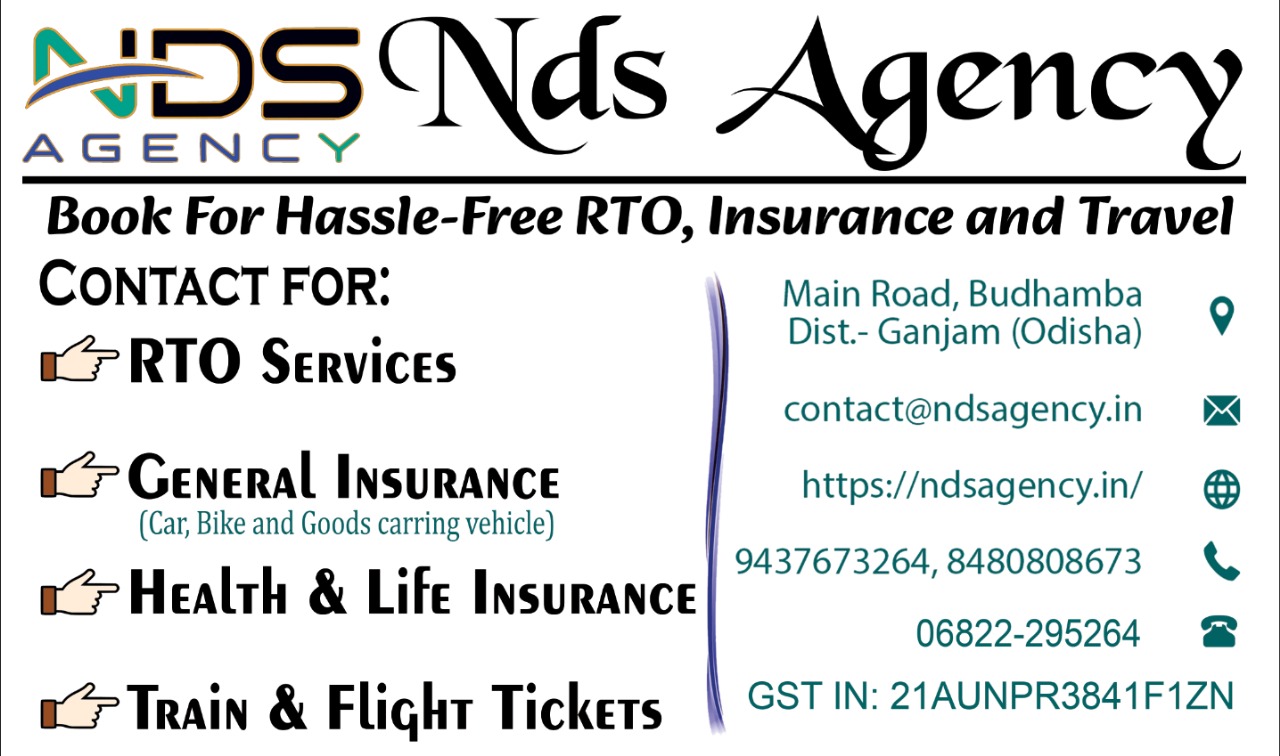 NDS
AGENCY
Nds Agency
Book For Hassle-Free RTO, Insurance and Travel
CONTACT FOR:
RTO SERVICES
GENERAL INSURANCE
(Car, Bike and Goods carring vehicle)
HEALTH & LIFE INSURANCE
TRAIN & FLIGHT TICKETS
Main Road, Budhamba
Dist.- Ganjam (Odisha)
contact@ndsagency.in
https://ndsagency.in/
9437673264, 8480808673
06822-295264
GST IN: 21AUNPR3841F1ZN